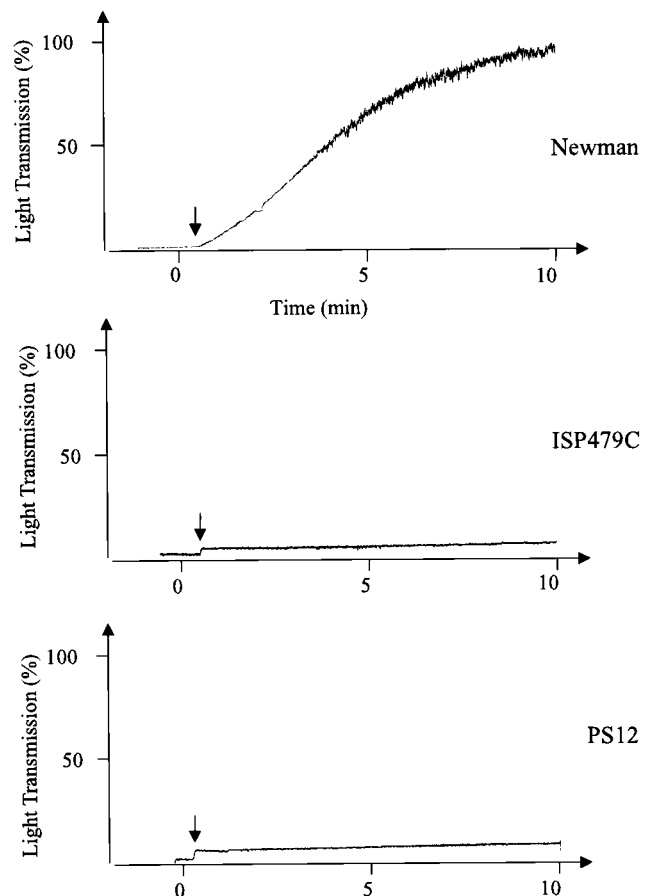 Light Transmission (%)
100
50
Newman
0 5 10
Time (min)
Light Transmission (%)
100
50
ISP479C
0 5 10
Light Transmission (%)
100
50
PS12
0 5 10